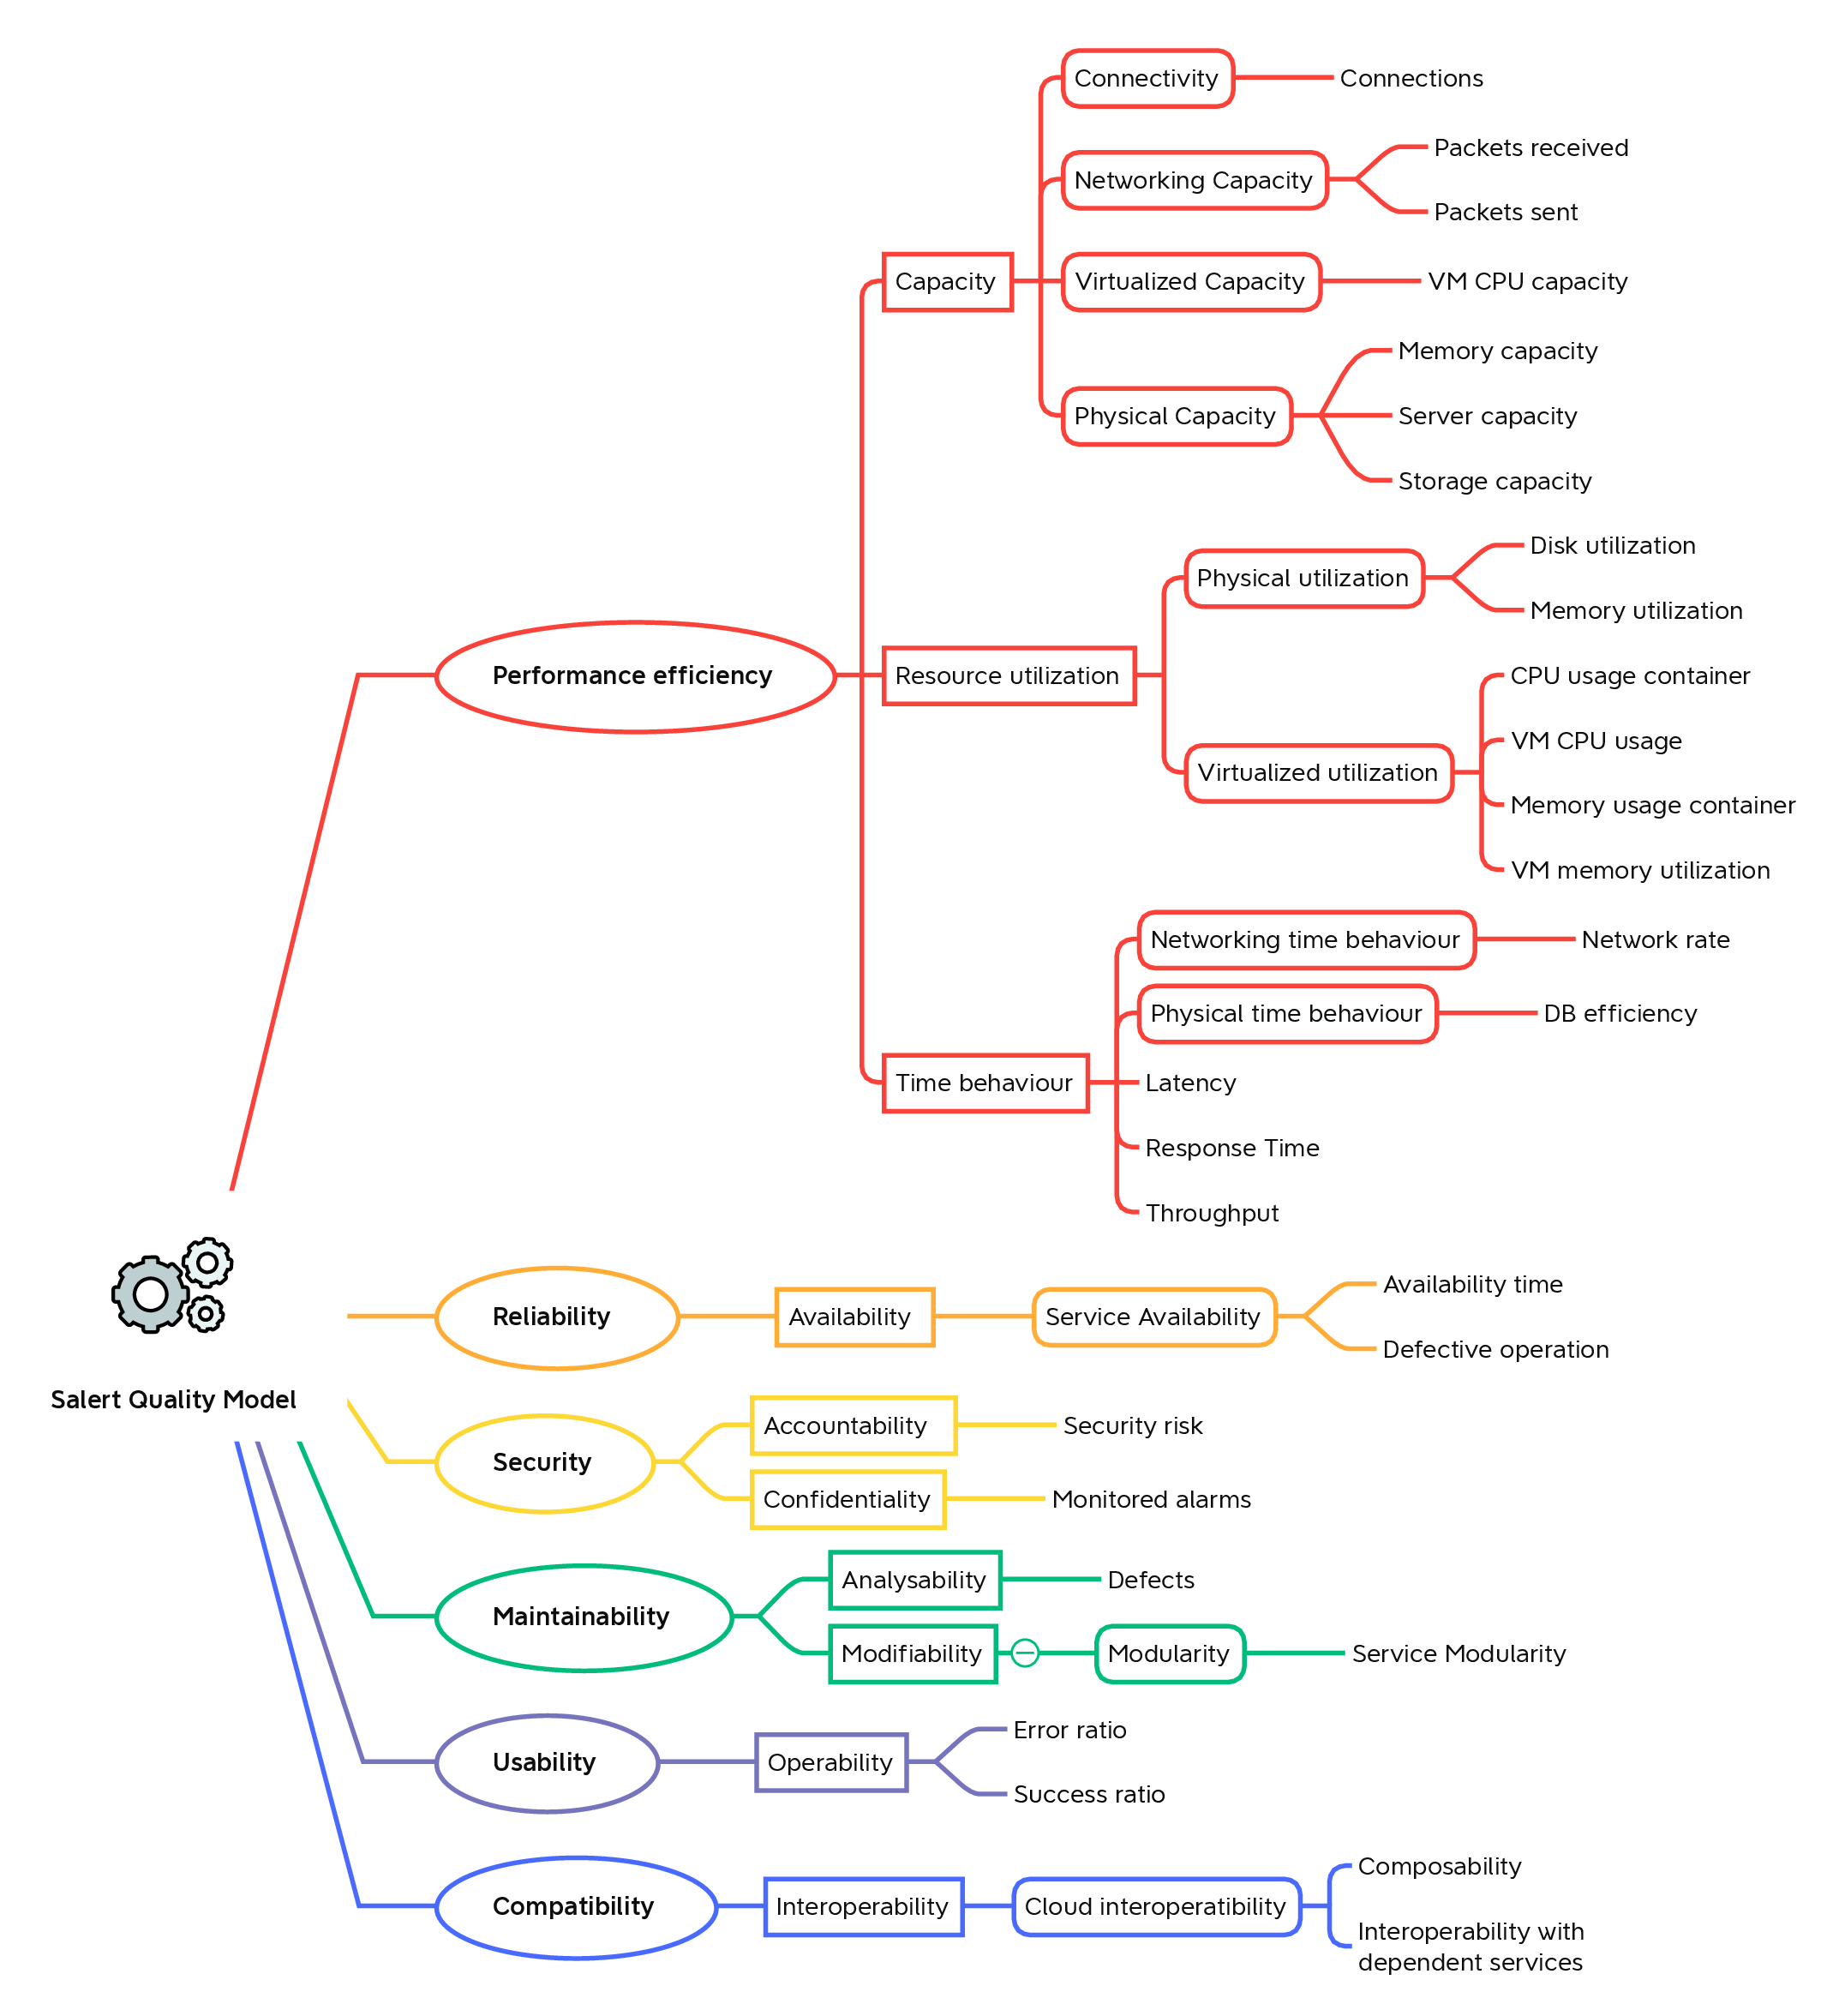 Connectivity
Connections
Networking Capacity
Packets received
Packets sent
Capacity
Virtualized Capacity
VM CPU capacity
Physical Capacity
Memory capacity
Server capacity
Storage capacity
Performance efficiency
Resource utilization
Physical utilization
Disk utilization
Memory utilization
Virtualized utilization
CPU usage container
VM CPU usage
Memory usage container
VM memory utilization
Time behaviour
Networking time behaviour
Network rate
Physical time behaviour
DB efficiency
Latency
Response Time
Throughput
Salert Quality Model
Reliability
Availability
Service Availability
Availability time
Defective operation
Security
Accountability
Security risk
Confidentiality
Monitored alarms
Maintainability
Analysability
Defects
Modifiability
Modularity
Service Modularity
Usability
Operability
Error ratio
Success ratio
Compatibility
Interoperability
Cloud interoperatibility
Composability
Interoperability with
dependent services